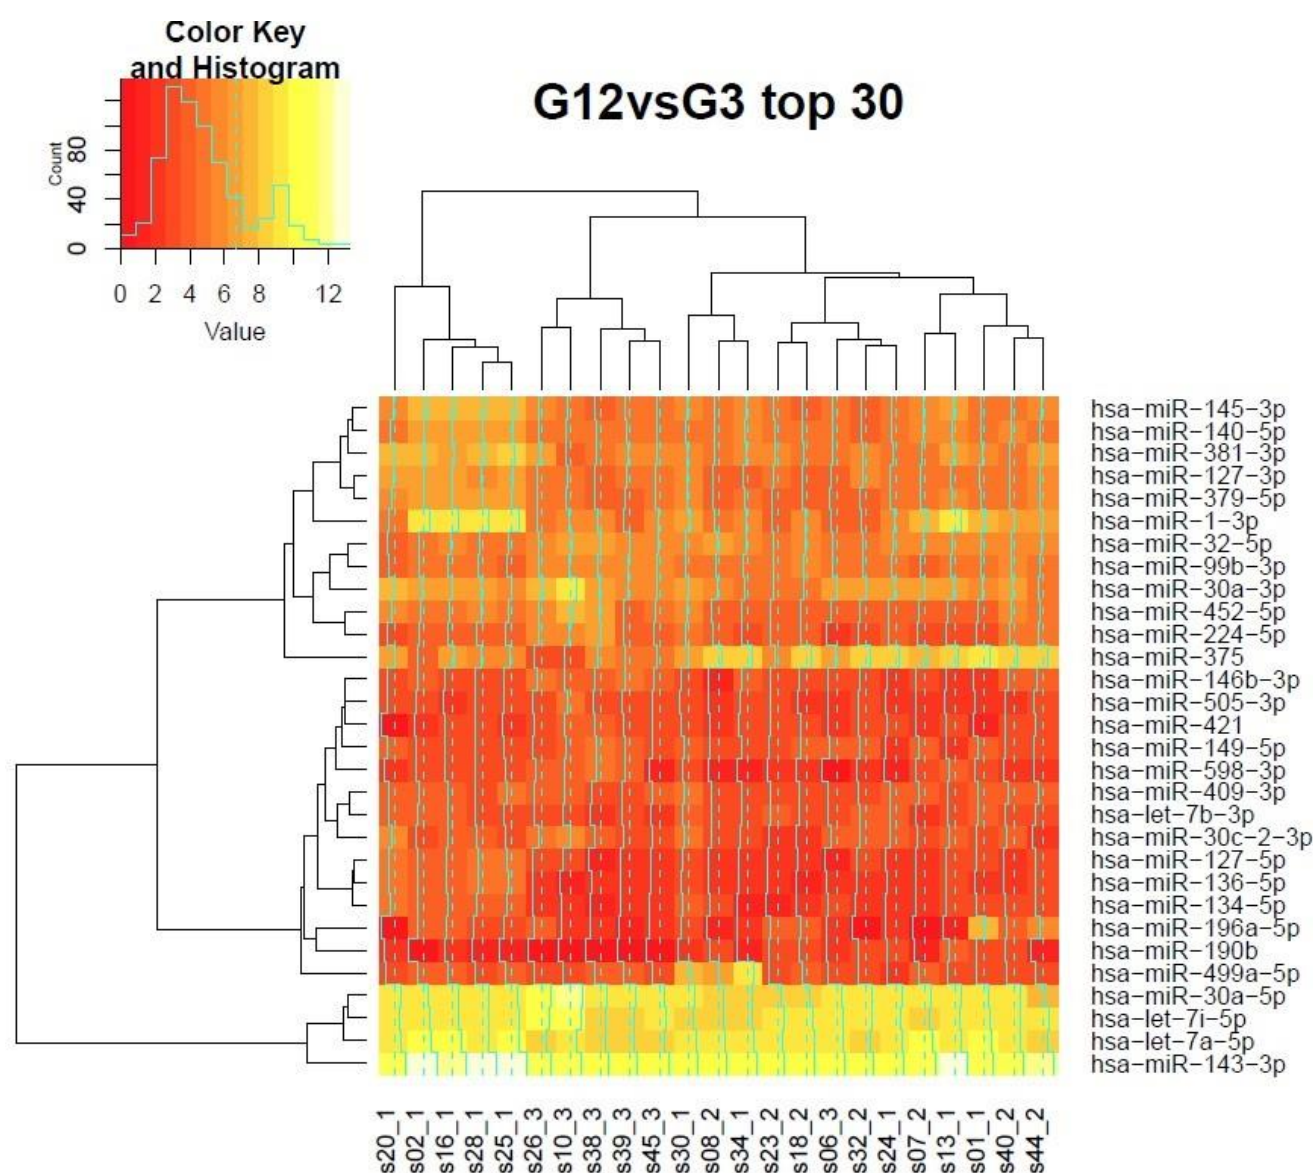 Color Key
and Histogram
G12vsG3 top 30
Count
0 40 80
0 2 4 6 8 12
Value
hsa-miR-145-3p
hsa-miR-140-5p
hsa-miR-381-3p
hsa-miR-127-3p
hsa-miR-379-5p
hsa-miR-1-3p
hsa-miR-32-5p
hsa-miR-99b-3p
hsa-miR-30a-3p
hsa-miR-452-5p
hsa-miR-224-5p
hsa-miR-375
hsa-miR-146b-3p
hsa-miR-505-3p
hsa-miR-421
hsa-miR-149-5p
hsa-miR-598-3p
hsa-miR-409-3p
hsa-let-7b-3p
hsa-miR-30c-2-3p
hsa-miR-127-5p
hsa-miR-136-5p
hsa-miR-134-5p
hsa-miR-196a-5p
hsa-miR-190b
hsa-miR-499a-5p
hsa-miR-30a-5p
hsa-let-7i-5p
hsa-let-7a-5p
hsa-miR-143-3p
s20_1
s02_1
s16_1
s28_1
s25_1
s26_3
s10_3
s38_3
s39_3
s45_3
s30_1
s08_2
s34_1
s23_2
s18_2
s06_3
s32_2
s24_1
s07_2
s13_1
s01_1
s40_2
s44_2